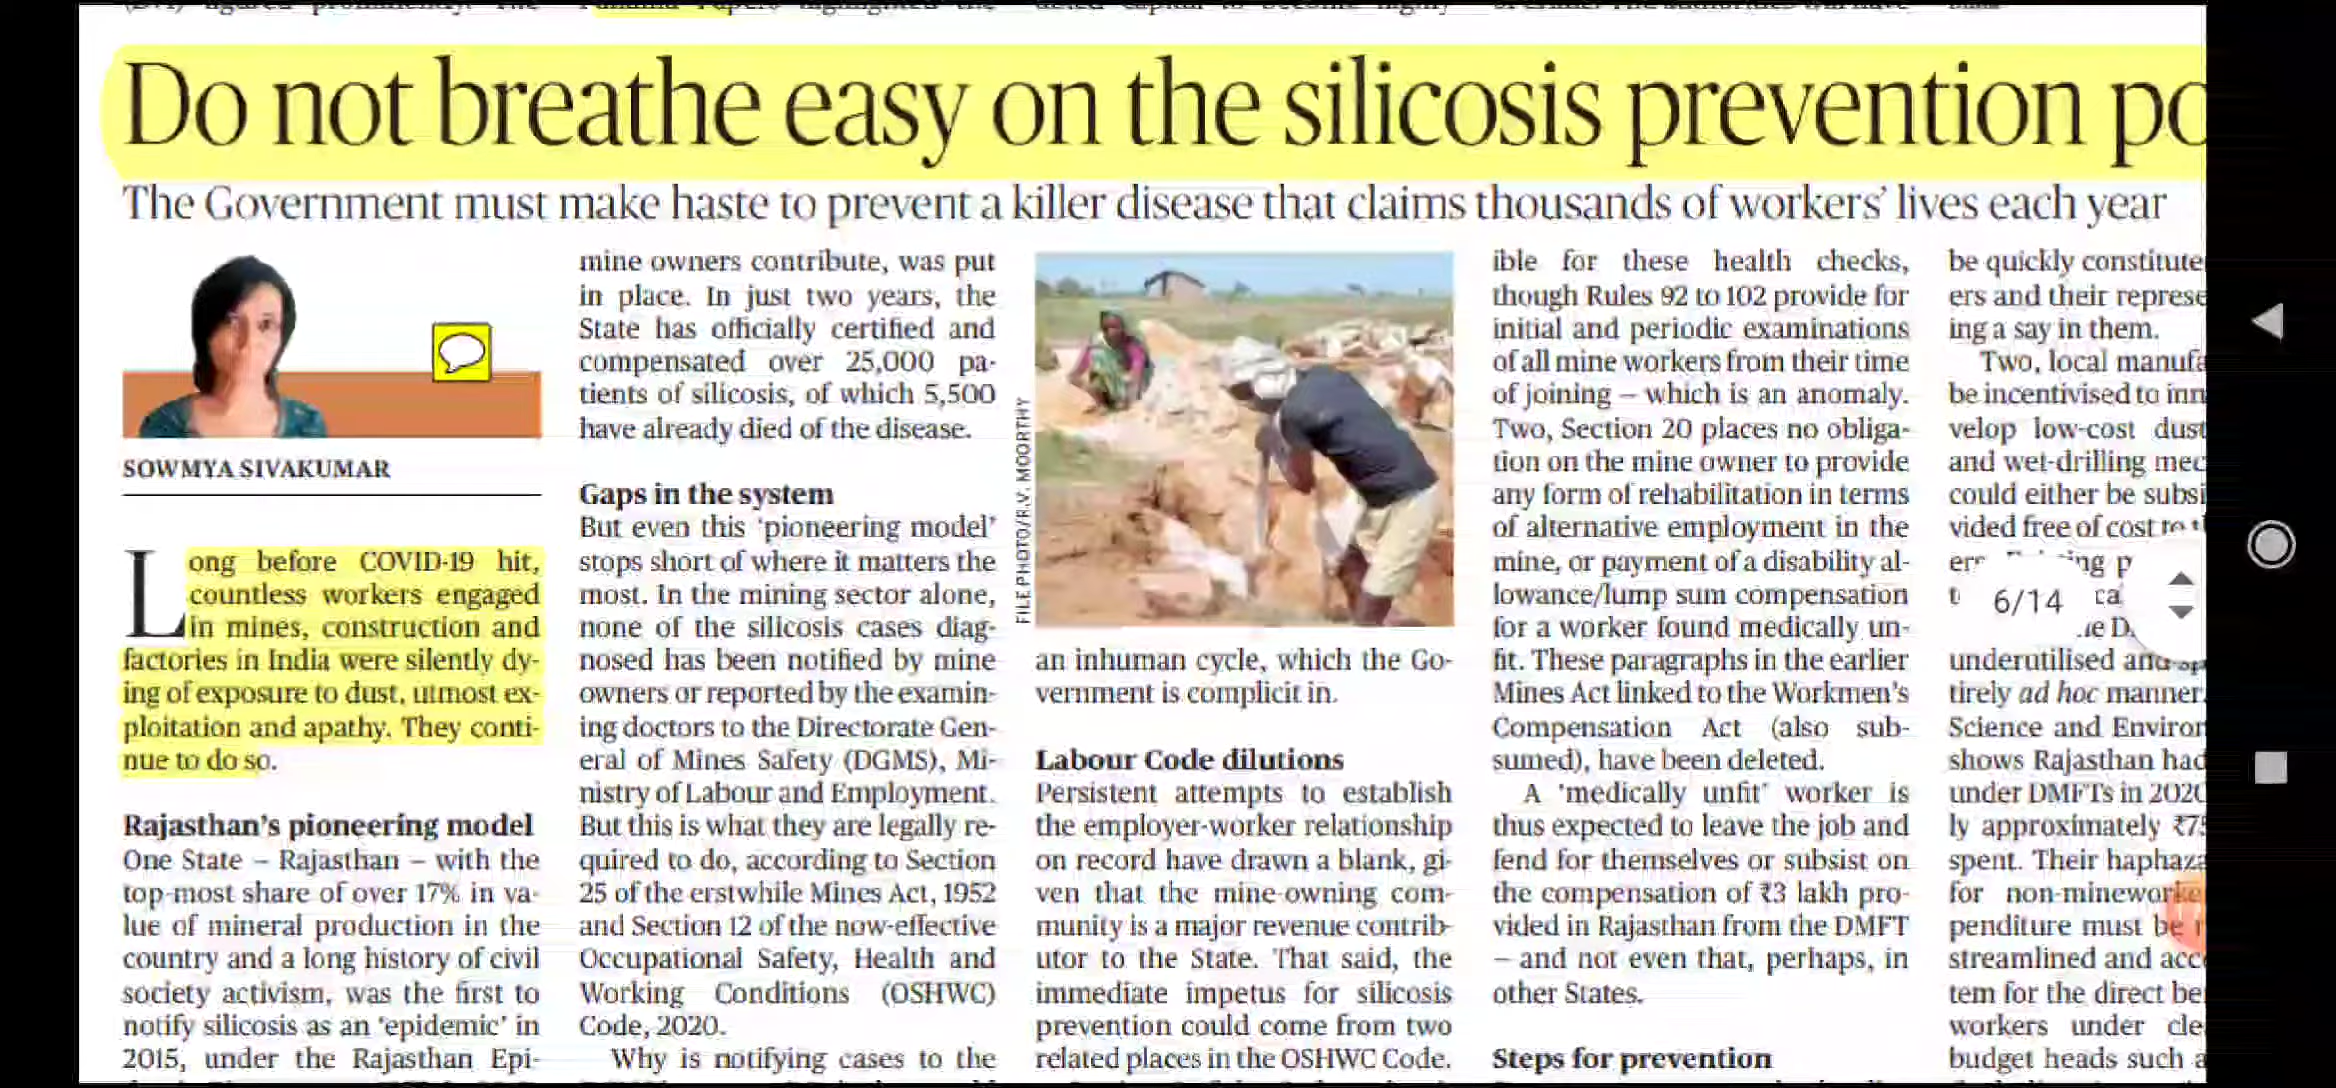 Do not breathe easy on the silicosis prevention po
The Government must make haste to prevent a killer disease that claims thousands of workers' lives each year
SOWMYA SIVAKUMAR
Long before COVID-19 hit,
countless workers engaged
in mines, construction and
factories in India were silently dy-
ing of exposure to dust, utmost ex-
ploitation and apathy. They conti-
nue to do so.
Rajasthan's pioneering model
One State – Rajasthan – with the
top-most share of over 17% in va-
lue of mineral production in the
country and a long history of civil
society activism, was the first to
notify silicosis as an 'epidemic' in
2015, under the Rajasthan Epi-
mine owners contribute, was put
in place. In just two years, the
State has officially certified and
compensated over 25,000 pa-
tients of silicosis, of which 5,500
have already died of the disease.
Gaps in the system
But even this 'pioneering model'
stops short of where it matters the
most. In the mining sector alone,
none of the silicosis cases diag-
nosed has been notified by mine
owners or reported by the examin-
ing doctors to the Directorate Gen-
eral of Mines Safety (DGMS), Mi-
nistry of Labour and Employment.
But this is what they are legally re-
quired to do, according to Section
25 of the erstwhile Mines Act, 1952
and Section 12 of the now-effective
Occupational Safety, Health and
Working Conditions (OSHWC)
Code, 2020.
Why is notifying cases to the
FILE PHOTO/R.V. MOORTHY
an inhuman cycle, which the Go-
vernment is complicit in.
Labour Code dilutions
Persistent attempts to establish
the employer-worker relationship
on record have drawn a blank, gi-
ven that the mine-owning com-
munity is a major revenue contrib-
utor to the State. That said, the
immediate impetus for silicosis
prevention could come from two
related places in the OSHWC Code.
ible for these health checks,
though Rules 92 to 102 provide for
initial and periodic examinations
of all mine workers from their time
of joining – which is an anomaly.
Two, Section 20 places no obliga-
tion on the mine owner to provide
any form of rehabilitation in terms
of alternative employment in the
mine, or payment of a disability al-
lowance/lump sum compensation
for a worker found medically un-
fit. These paragraphs in the earlier
Mines Act linked to the Workmen's
Compensation Act (also sub-
sumed), have been deleted.
A 'medically unfit' worker is
thus expected to leave the job and
fend for themselves or subsist on
the compensation of ₹3 lakh pro-
vided in Rajasthan from the DMFT
– and not even that, perhaps, in
other States.
Steps for prevention
be quickly constitute
ers and their represe
ing a say in them.
Two, local manufa
be incentivised to inn
velop low-cost dust
and wet-drilling mec
could either be subsi
vided free of cost to
6/14
underutilised and
tirely ad hoc manner.
Science and Environ
shows Rajasthan had
under DMFTs in 2020
ly approximately ₹75
spent. Their haphaza
for non-mineworke
penditure must be
streamlined and acc
tem for the direct be
workers under cle
budget heads such a